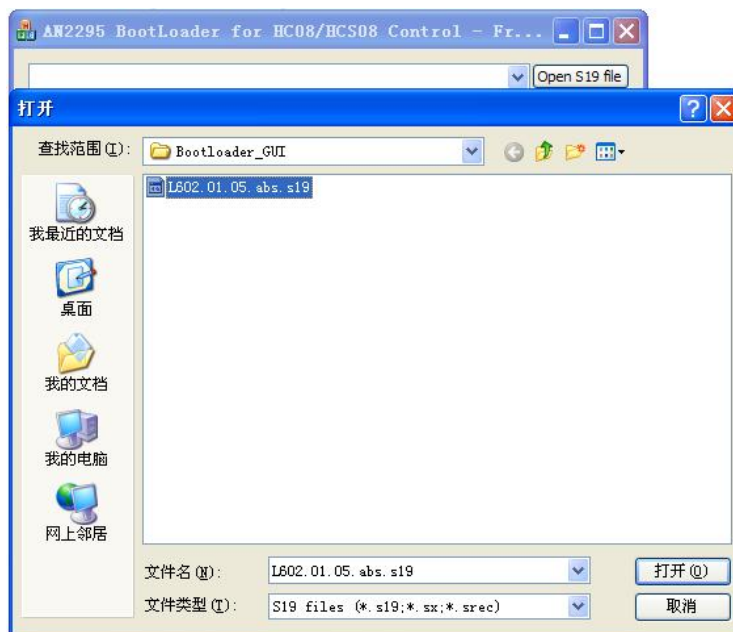 AN2295 BootLoader for HC08/HCS08 Control - Fr...
Open S19 file
打开
查找范围(I):
Bootloader_GUI
L602.01.05.abs.s19
我最近的文档
桌面
我的文档
我的电脑
网上邻居
文件名(N):
L602.01.05.abs.s19
打开(O)
文件类型(T):
S19 files (*.s19;*.sx;*.srec)
取消